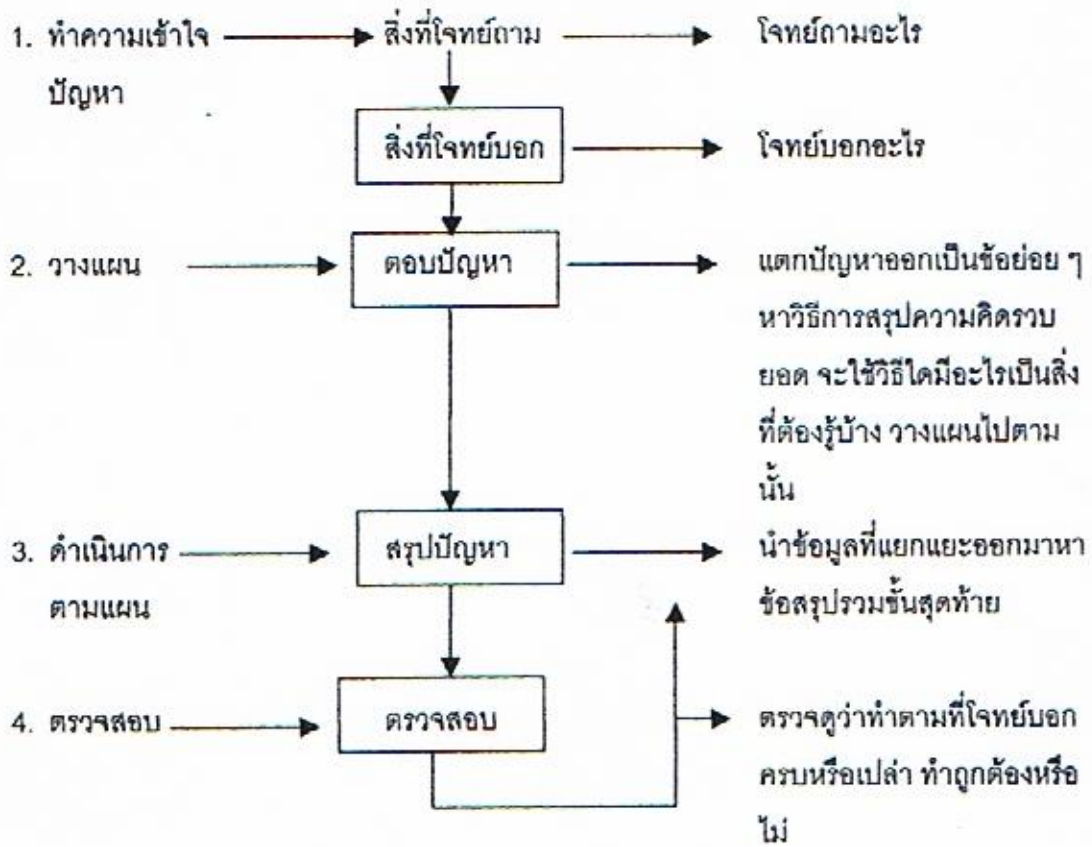 1. ทำความเข้าใจ สิ่งที่โจทย์ถาม โจทย์ถามอะไร
ปัญหา
สิ่งที่โจทย์บอก โจทย์บอกอะไร
2. วางแผน ตอบปัญหา แตกปัญหาออกเป็นข้อย่อย ๆ
หาวิธีการสรุปความคิดรวบ
ยอด จะใช้วิธีใดมีอะไรเป็นสิ่ง
ที่ต้องรู้บ้าง วางแผนไปตาม
นั้น
3. ดำเนินการ สรุปปัญหา นำข้อมูลที่แยกแยะออกมาหา
ตามแผน ข้อสรุปรวมขั้นสุดท้าย
4. ตรวจสอบ ตรวจสอบ ตรวจดูว่าทำตามที่โจทย์บอก
ครบหรือเปล่า ทำถูกต้องหรือ
ไม่